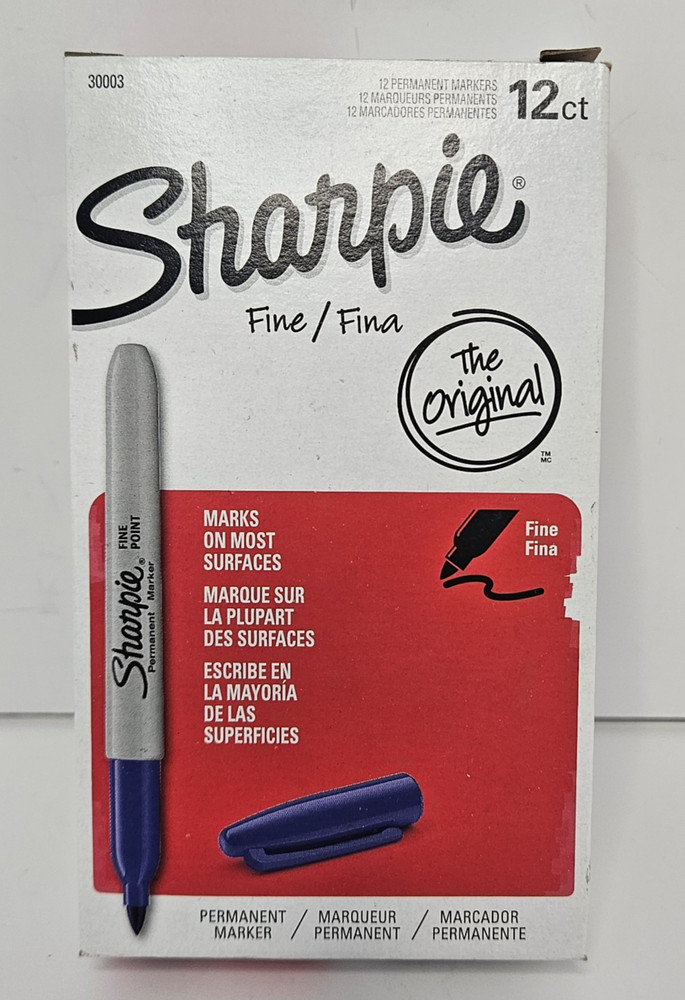 30003
12 PERMANENT MARKERS
12 MARQUEURS PERMANENTS
12 MARCADORES PERMANENTES
12ct
Sharpie®
Fine / Fina
The
Original
TM
MC
MARKS
ON MOST
SURFACES
MARQUE SUR
LA PLUPART
DES SURFACES
ESCRIBE EN
LA MAYORÍA
DE LAS
SUPERFICIES
Fine
Fina
Sharpie®
FINE
POINT
Permanent Marker
PERMANENT / MARQUEUR / MARCADOR
MARKER / PERMANENT / PERMANENTE